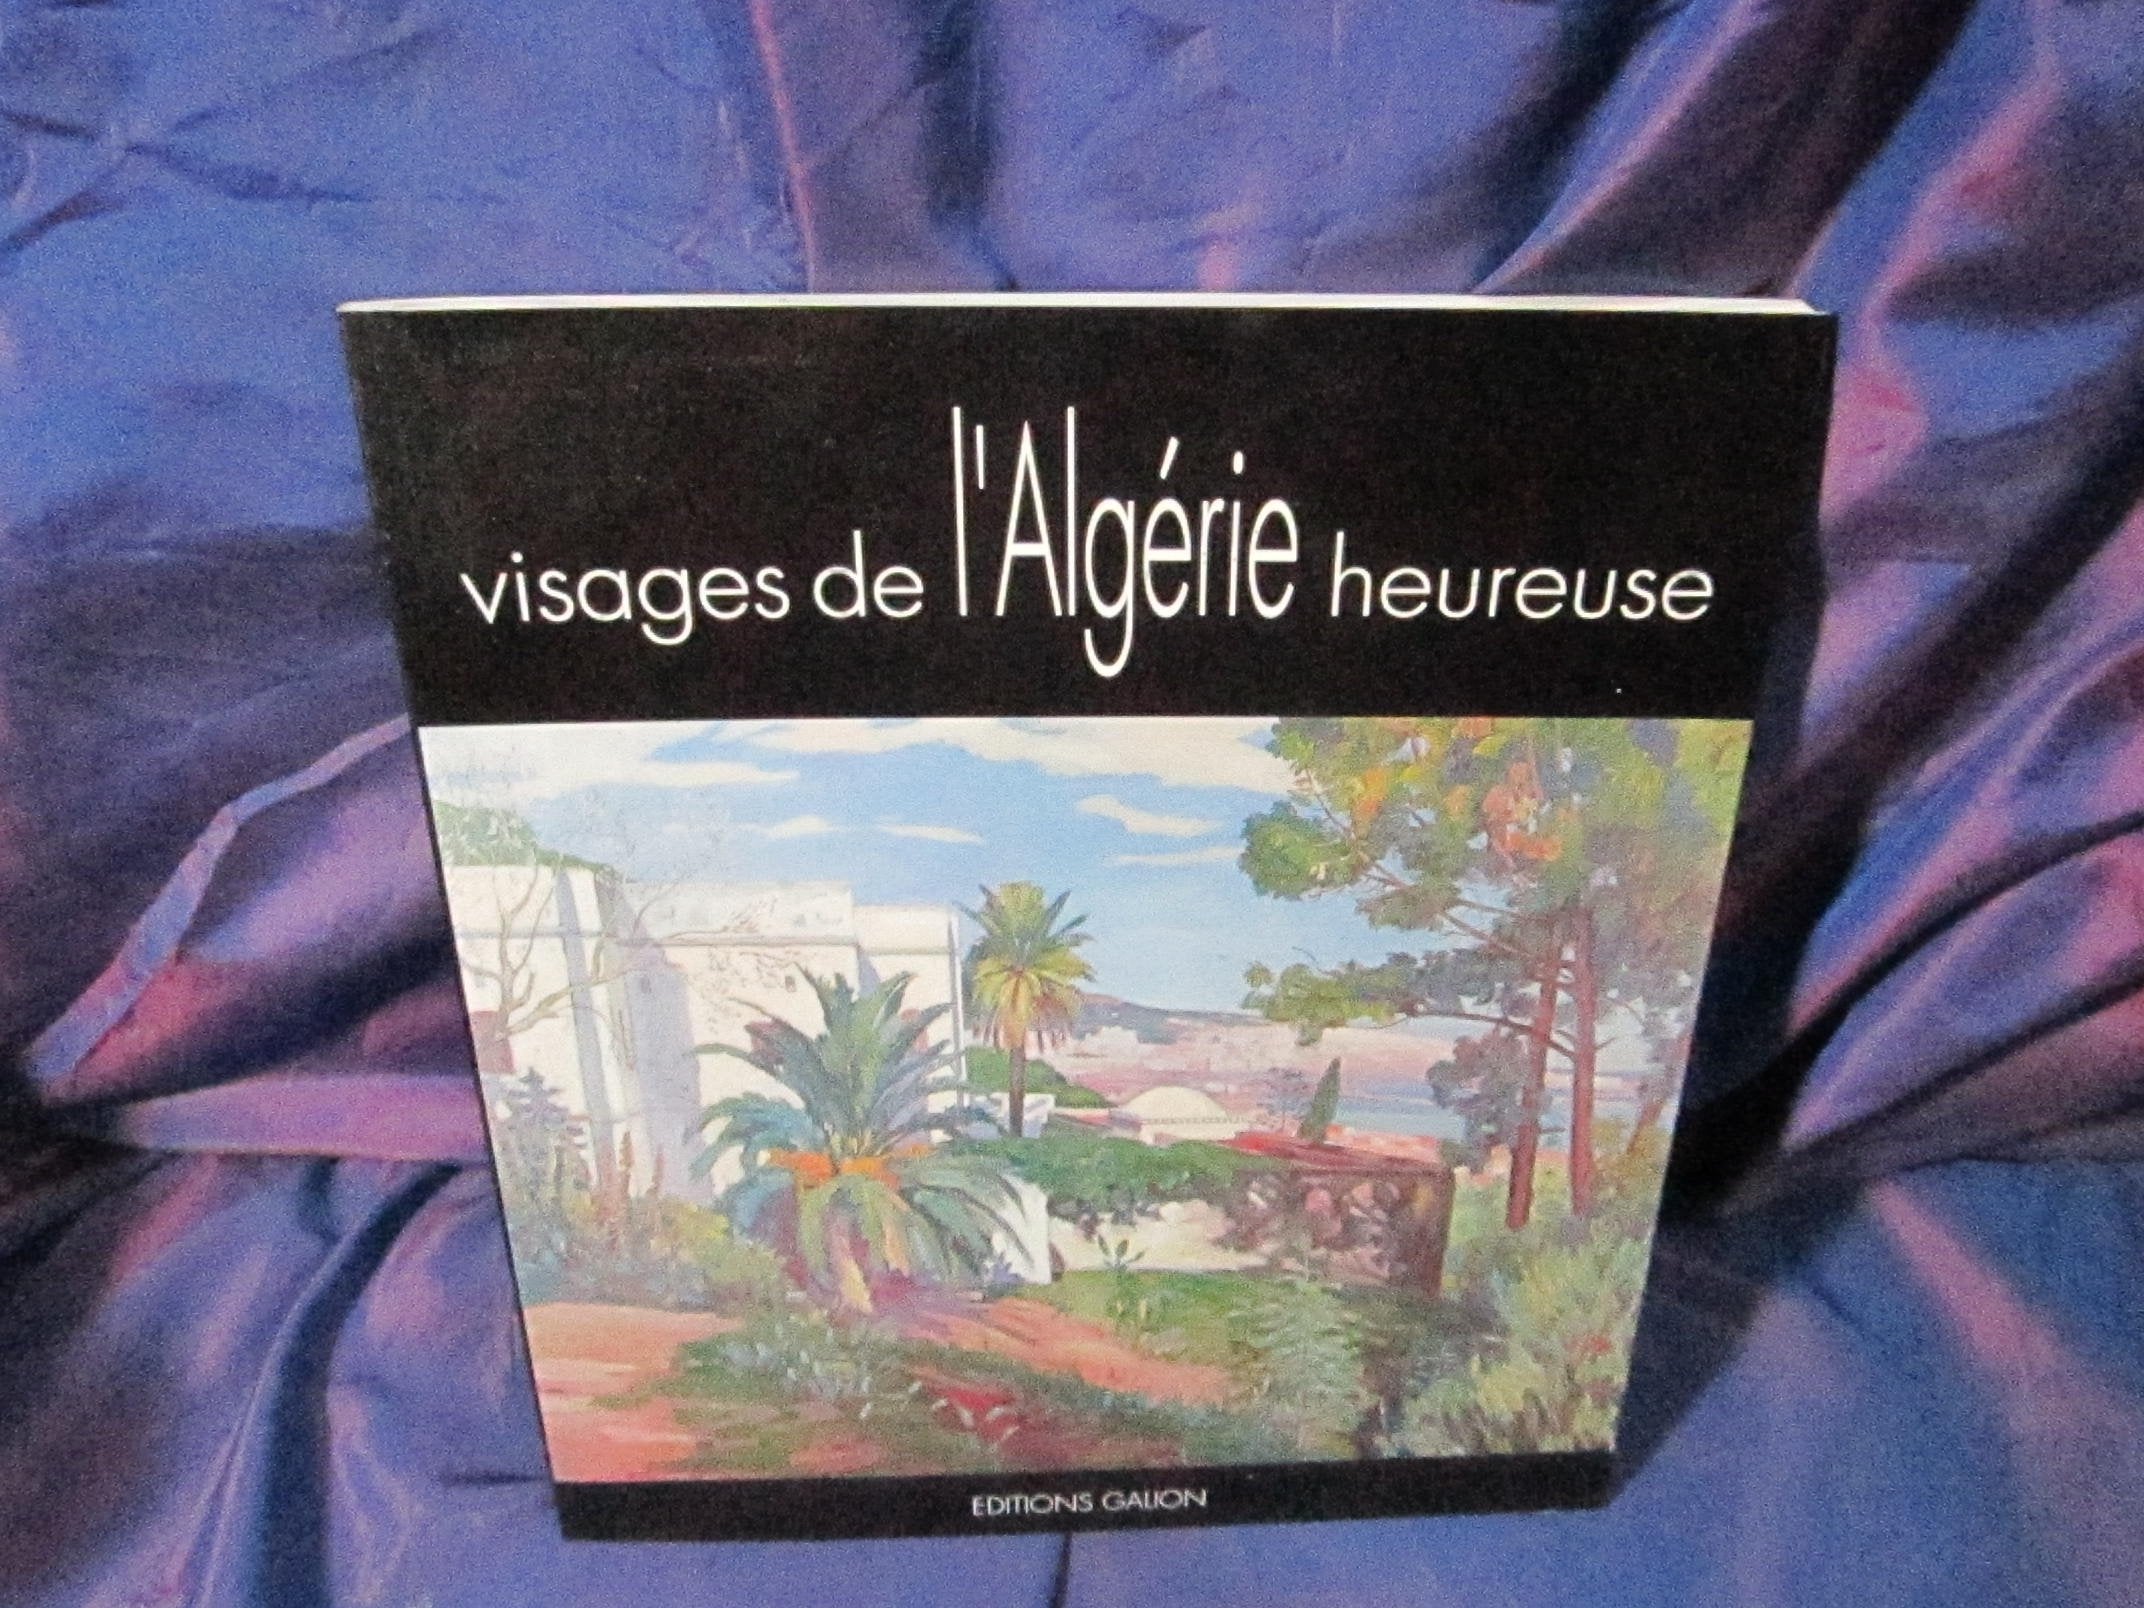 visages de l'Algérie heureuse
EDITIONS GALION